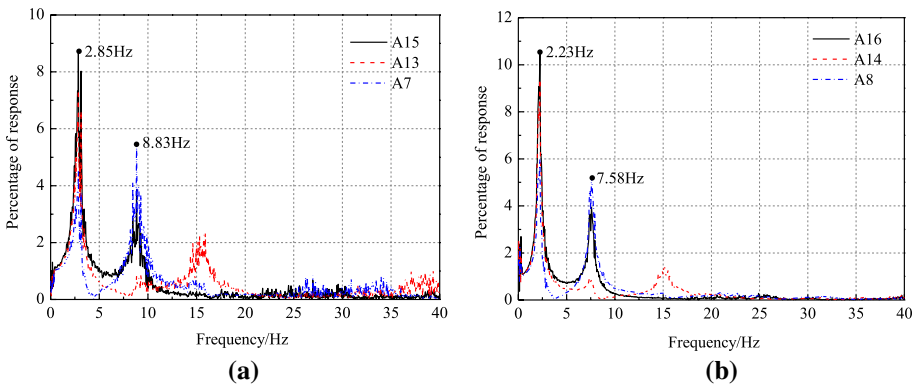 10
8
6
4
2
0
Percentage of response
2.85Hz
8.83Hz
A15
A13
A7
0 5 10 15 20 25 30 35 40
Frequency/Hz
(a)
12
10
8
6
4
2
0
Percentage of response
2.23Hz
7.58Hz
A16
A14
A8
0 5 10 15 20 25 30 35 40
Frequency/Hz
(b)